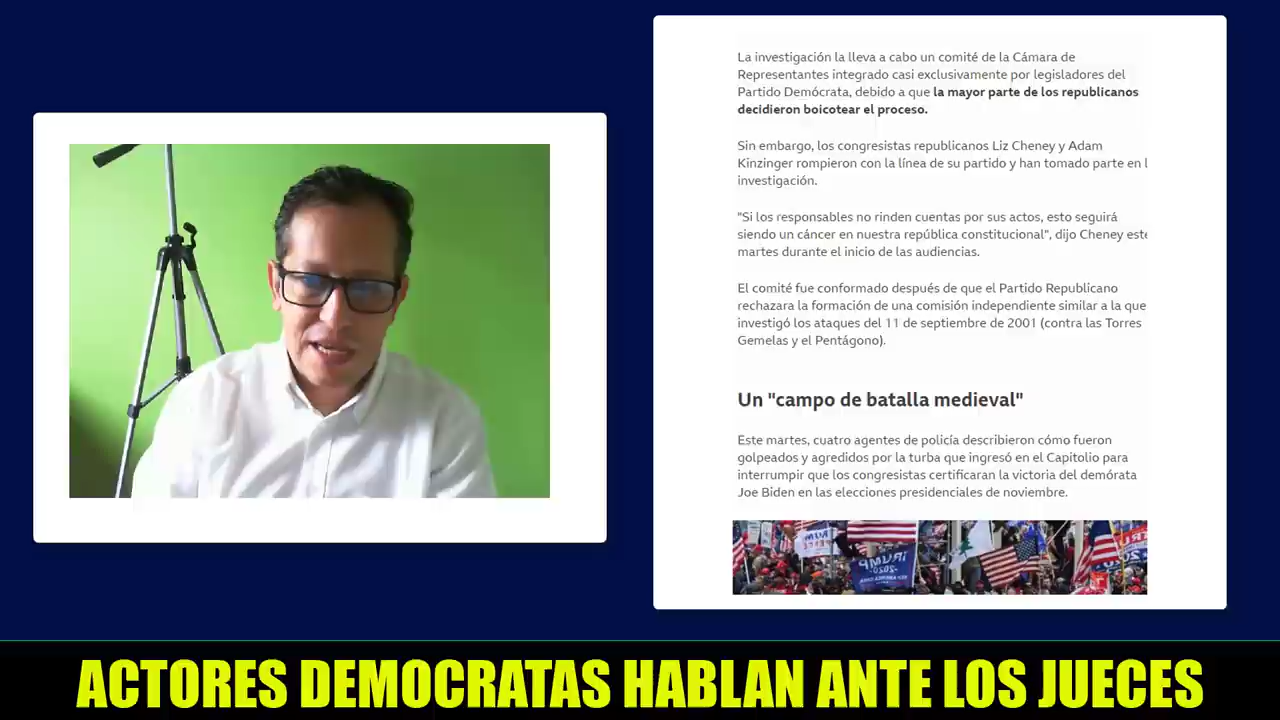 La investigación la lleva a cabo un comité de la Cámara de
Representantes integrado casi exclusivamente por legisladores del
Partido Demócrata, debido a que la mayor parte de los republicanos
decidieron boicotear el proceso.
Sin embargo, los congresistas republicanos Liz Cheney y Adam
Kinzinger rompieron con la línea de su partido y han tomado parte en l
investigación.
"Si los responsables no rinden cuentas por sus actos, esto seguirá
siendo un cáncer en nuestra república constitucional", dijo Cheney este
martes durante el inicio de las audiencias.
El comité fue conformado después de que el Partido Republicano
rechazara la formación de una comisión independiente similar a la que
investigó los ataques del 11 de septiembre de 2001 (contra las Torres
Gemelas y el Pentágono).
Un "campo de batalla medieval"
Este martes, cuatro agentes de policía describieron cómo fueron
golpeados y agredidos por la turba que ingresó en el Capitolio para
interrumpir que los congresistas certificaran la victoria del demórata
Joe Biden en las elecciones presidenciales de noviembre.
TRUMP
2020
ACTORES DEMOCRATAS HABLAN ANTE LOS JUECES